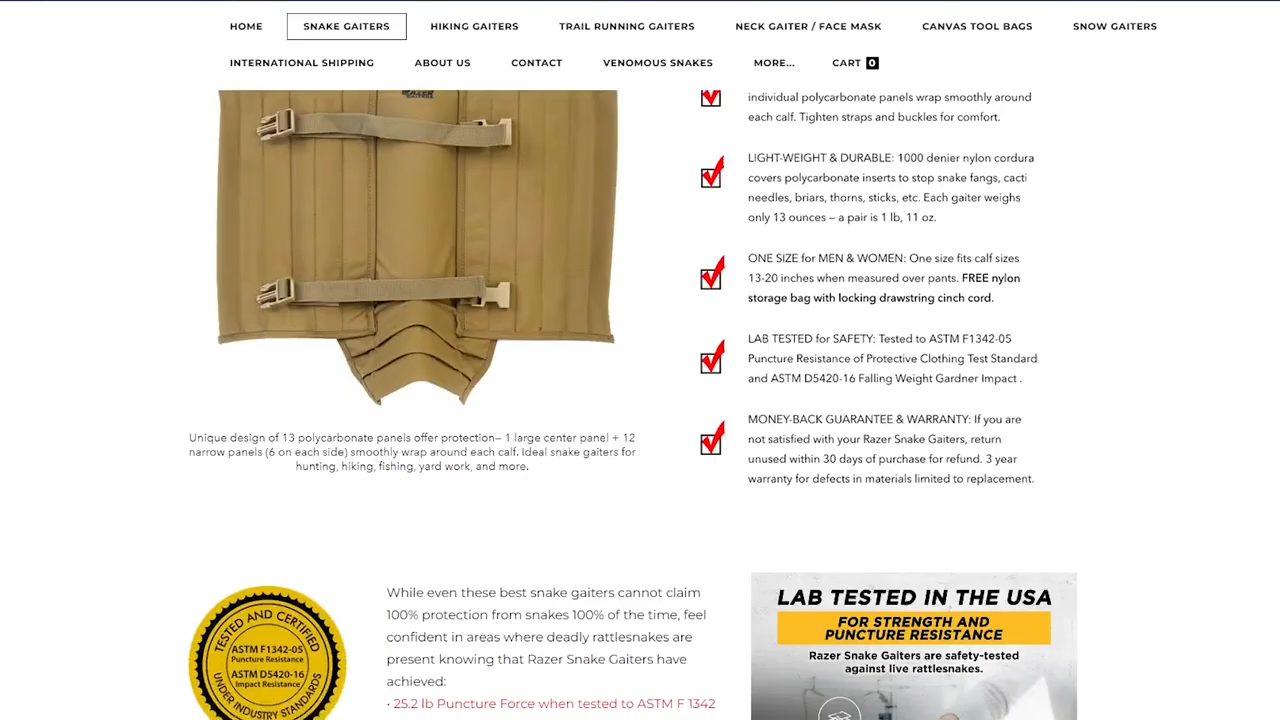 HOME
SNAKE GAITERS
HIKING GAITERS
TRAIL RUNNING GAITERS
NECK GAITER / FACE MASK
CANVAS TOOL BAGS
SNOW GAITERS
INTERNATIONAL SHIPPING
ABOUT US
CONTACT
VENOMOUS SNAKES
MORE...
CART 0
GAITERS
individual polycarbonate panels wrap smoothly around
each calf. Tighten straps and buckles for comfort.
LIGHT-WEIGHT & DURABLE: 1000 denier nylon cordura
covers polycarbonate inserts to stop snake fangs, cacti
needles, briars, thorns, sticks, etc. Each gaiter weighs
only 13 ounces – a pair is 1 lb, 11 oz.
ONE SIZE for MEN & WOMEN: One size fits calf sizes
13-20 inches when measured over pants. FREE nylon
storage bag with locking drawstring cinch cord.
LAB TESTED for SAFETY: Tested to ASTM F1342-05
Puncture Resistance of Protective Clothing Test Standard
and ASTM D5420-16 Falling Weight Gardner Impact .
MONEY-BACK GUARANTEE & WARRANTY: If you are
not satisfied with your Razer Snake Gaiters, return
unused within 30 days of purchase for refund. 3 year
warranty for defects in materials limited to replacement.
Unique design of 13 polycarbonate panels offer protection– 1 large center panel + 12
narrow panels (6 on each side) smoothly wrap around each calf. Ideal snake gaiters for
hunting, hiking, fishing, yard work, and more.
TESTED AND CERTIFIED
ASTM F1342-05
Puncture Resistance
ASTM D5420-16
Impact Resistance
UNDER INDUSTRY STANDARDS
While even these best snake gaiters cannot claim
100% protection from snakes 100% of the time, feel
confident in areas where deadly rattlesnakes are
present knowing that Razer Snake Gaiters have
achieved:
• 25.2 lb Puncture Force when tested to ASTM F 1342
LAB TESTED IN THE USA
FOR STRENGTH AND
PUNCTURE RESISTANCE
Razer Snake Gaiters are safety-tested
against live rattlesnakes.